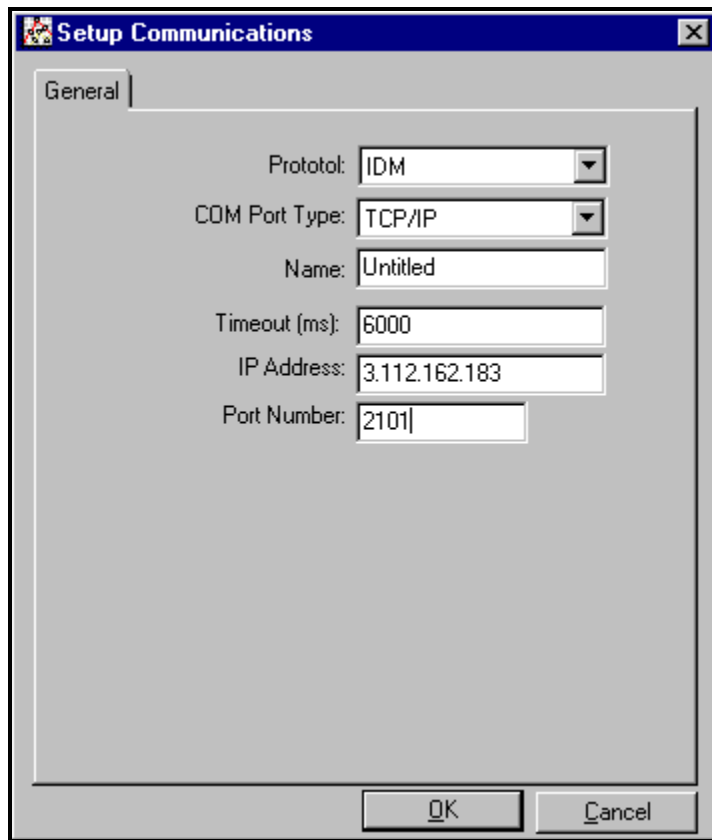 Setup Communications
General
Prototol: IDM
COM Port Type: TCP/IP
Name: Untitled
Timeout (ms): 6000
IP Address: 3.112.162.183
Port Number: 2101
OK Cancel